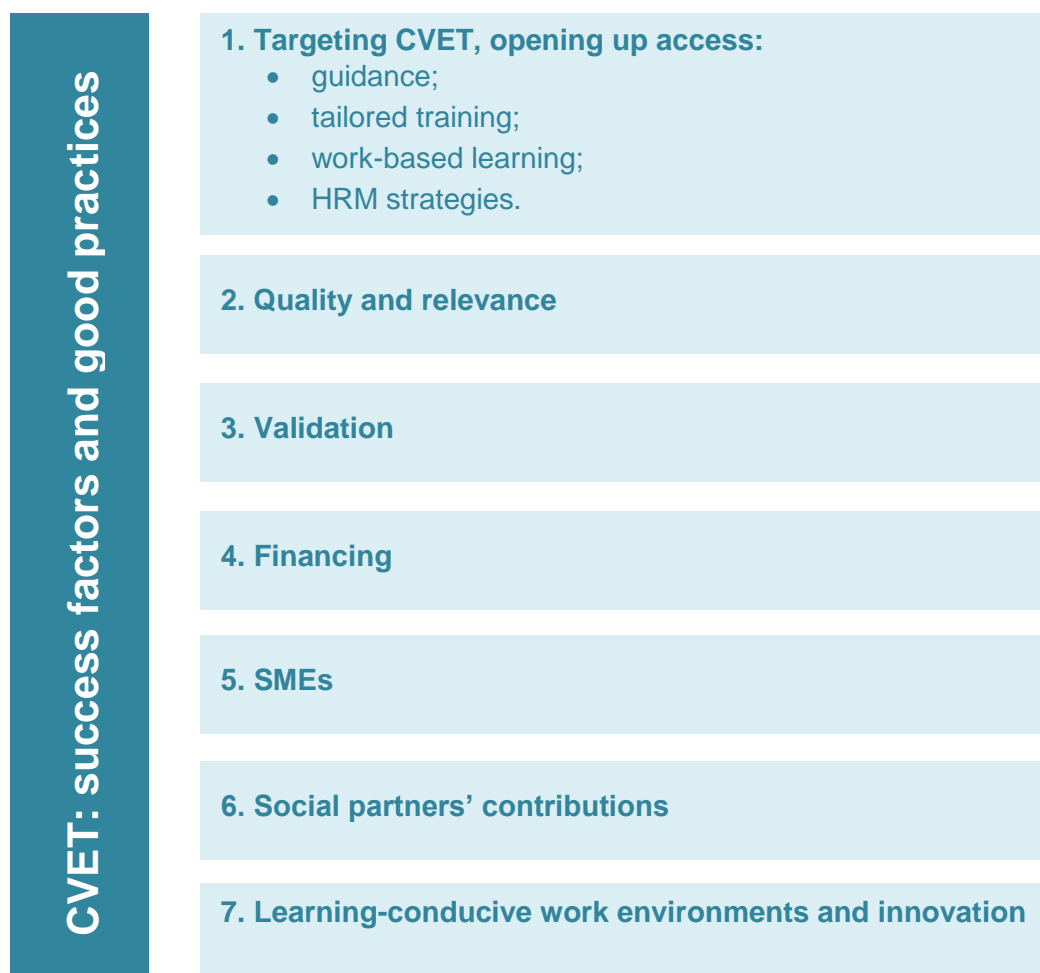 CVET: success factors and good practices
1. Targeting CVET, opening up access:
• guidance;
• tailored training;
• work-based learning;
• HRM strategies.
2. Quality and relevance
3. Validation
4. Financing
5. SMEs
6. Social partners’ contributions
7. Learning-conducive work environments and innovation